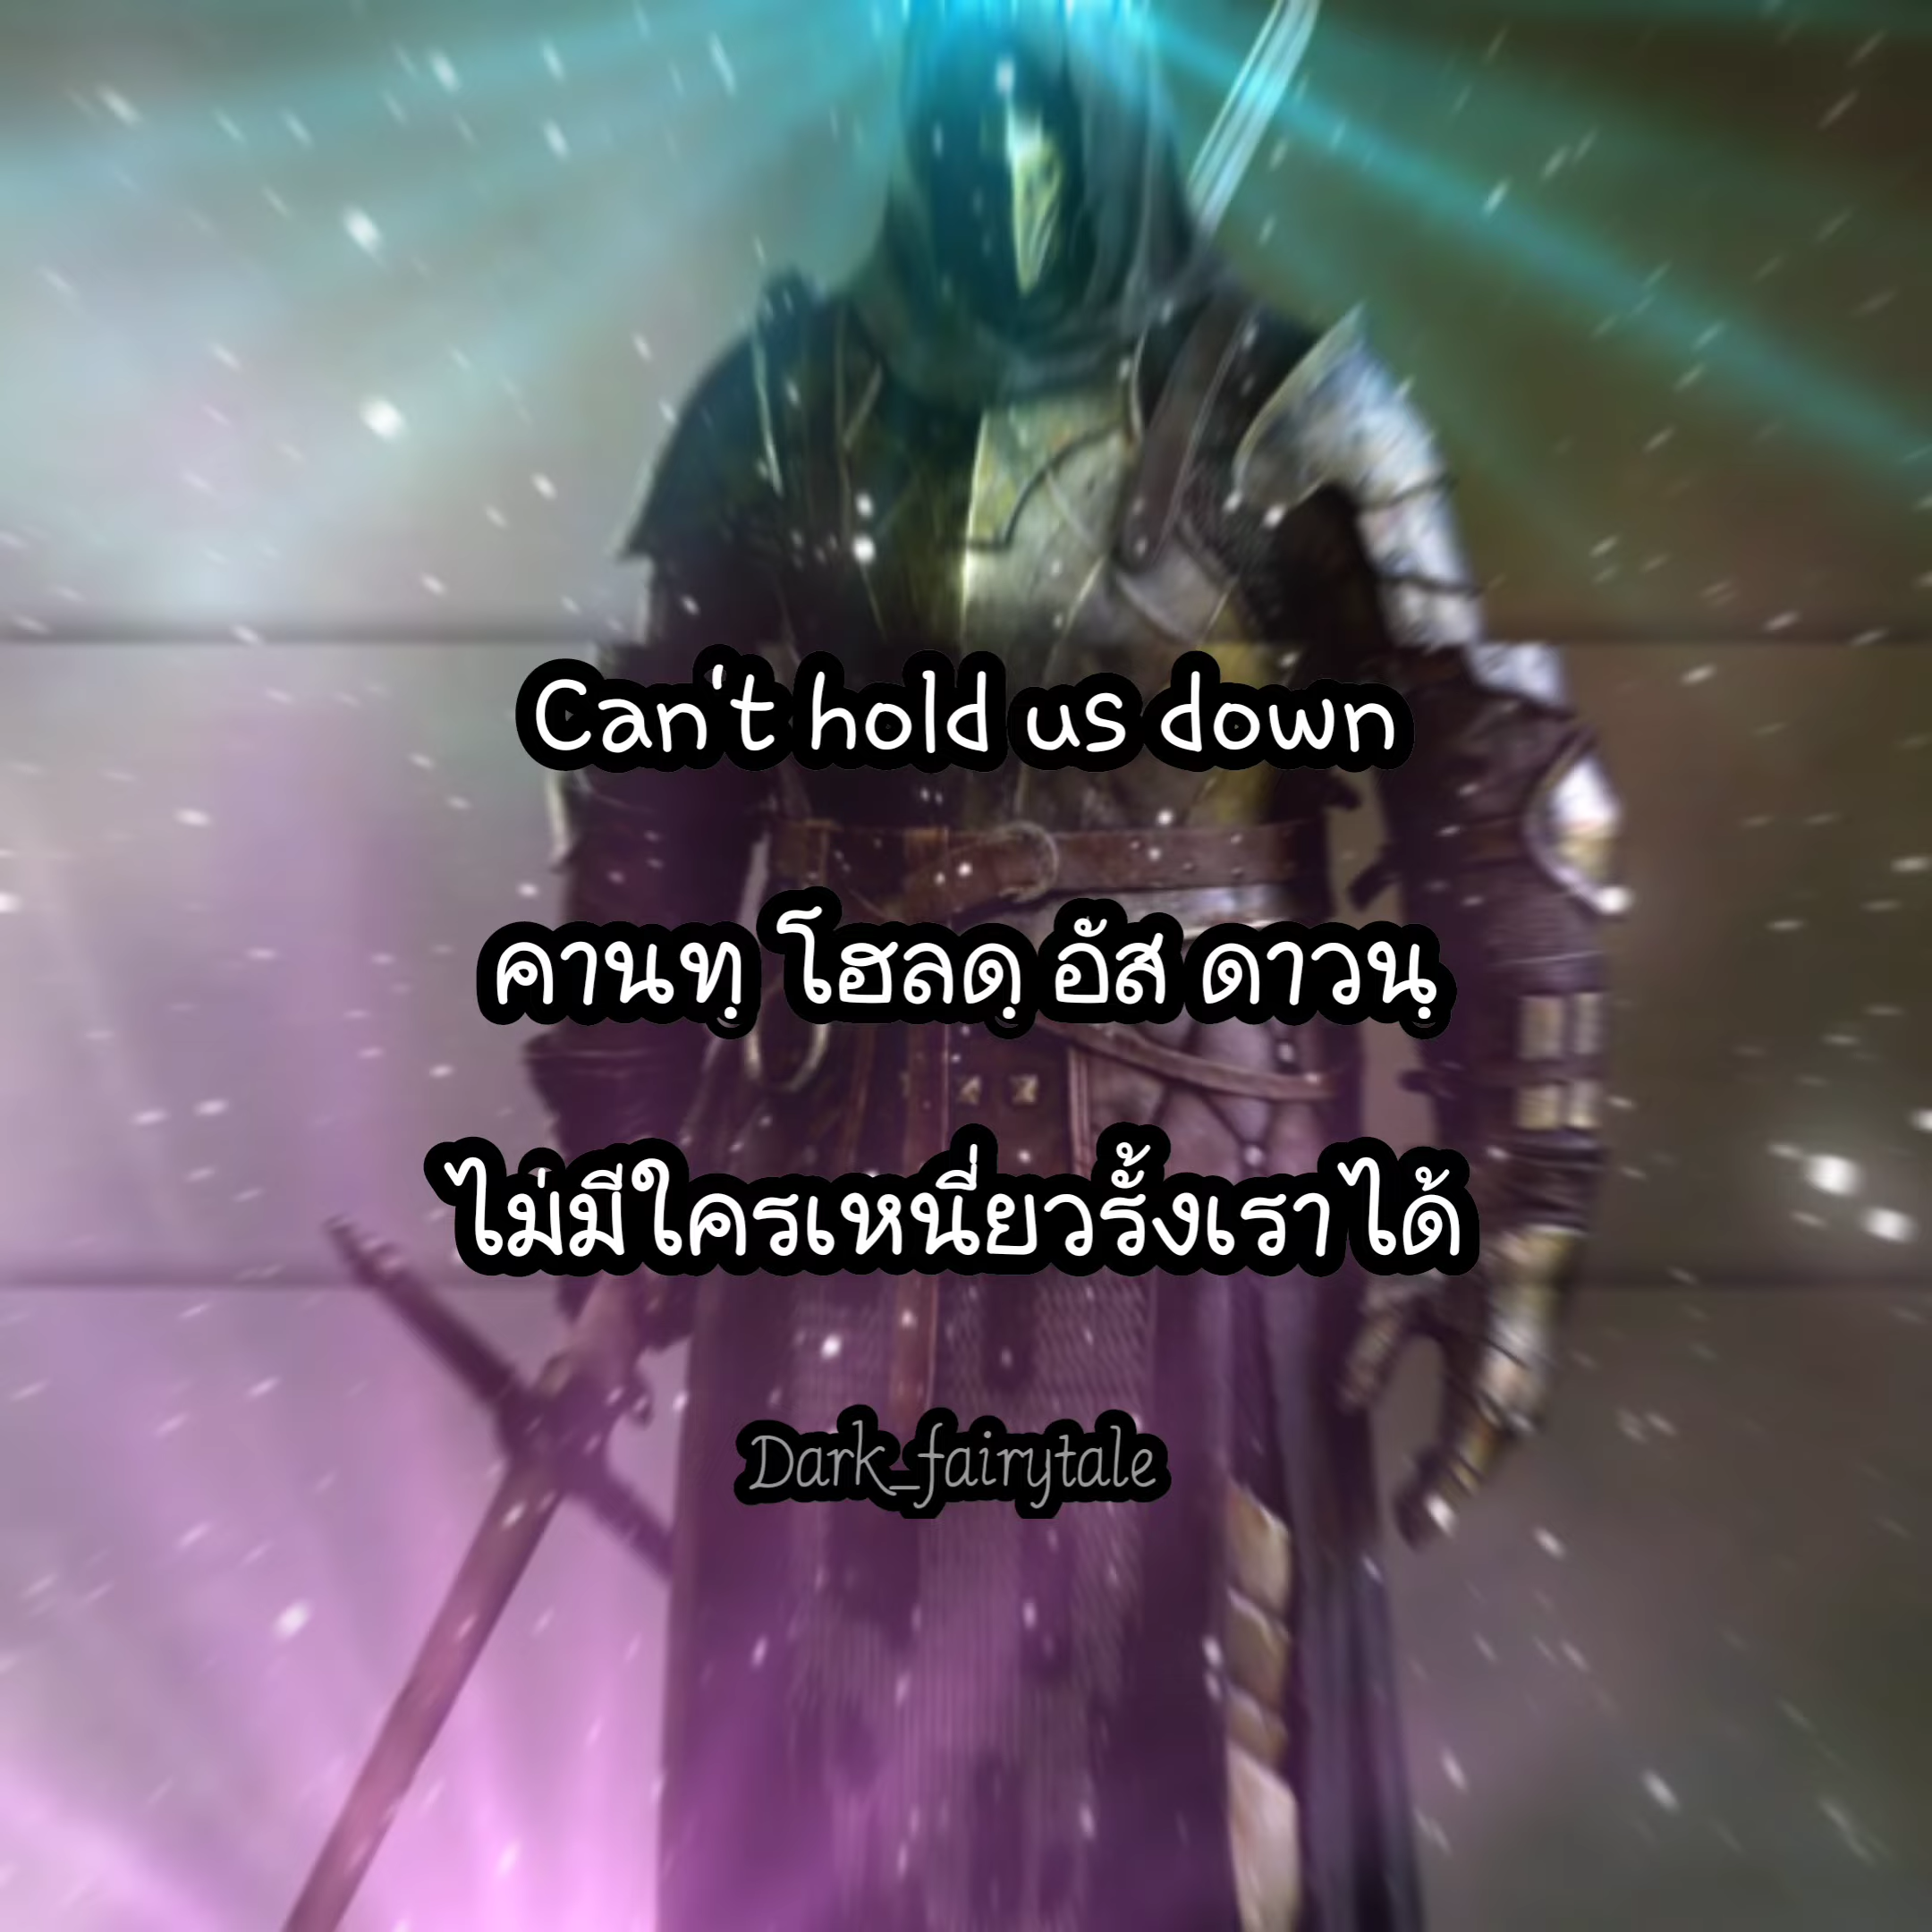 Can't hold us down
คานทฺ โฮลดฺ อัส ดาวนฺ
ไม่มีใครเหนี่ยวรั้งเราได้
Dark_fairytale